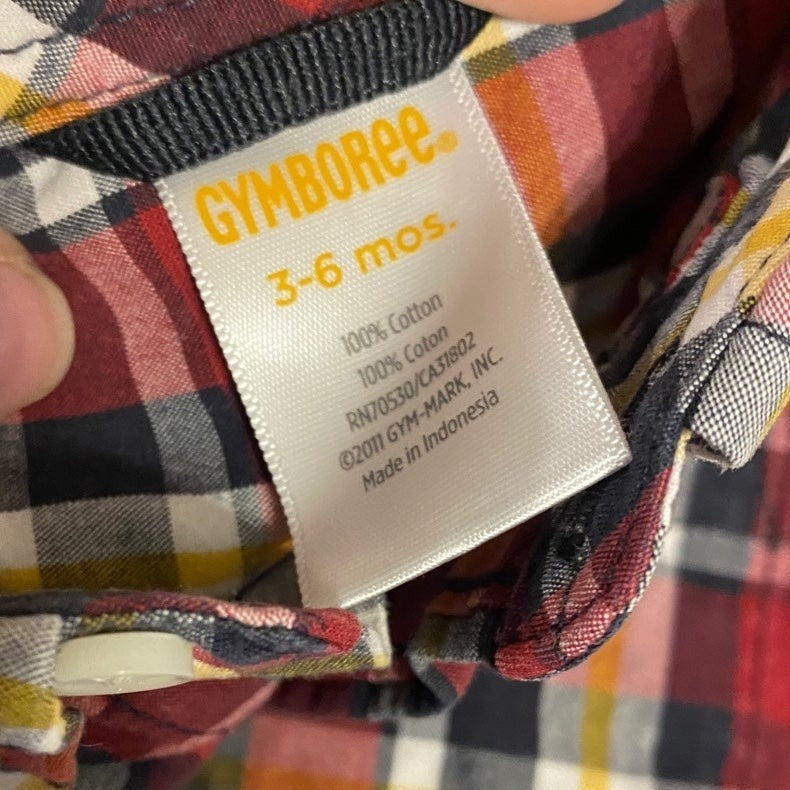 GYMBOREE®
3-6 mos.
100% Cotton
100% Coton
RN70530/CA31802
©2011 GYM-MARK, INC.
Made in Indonesia